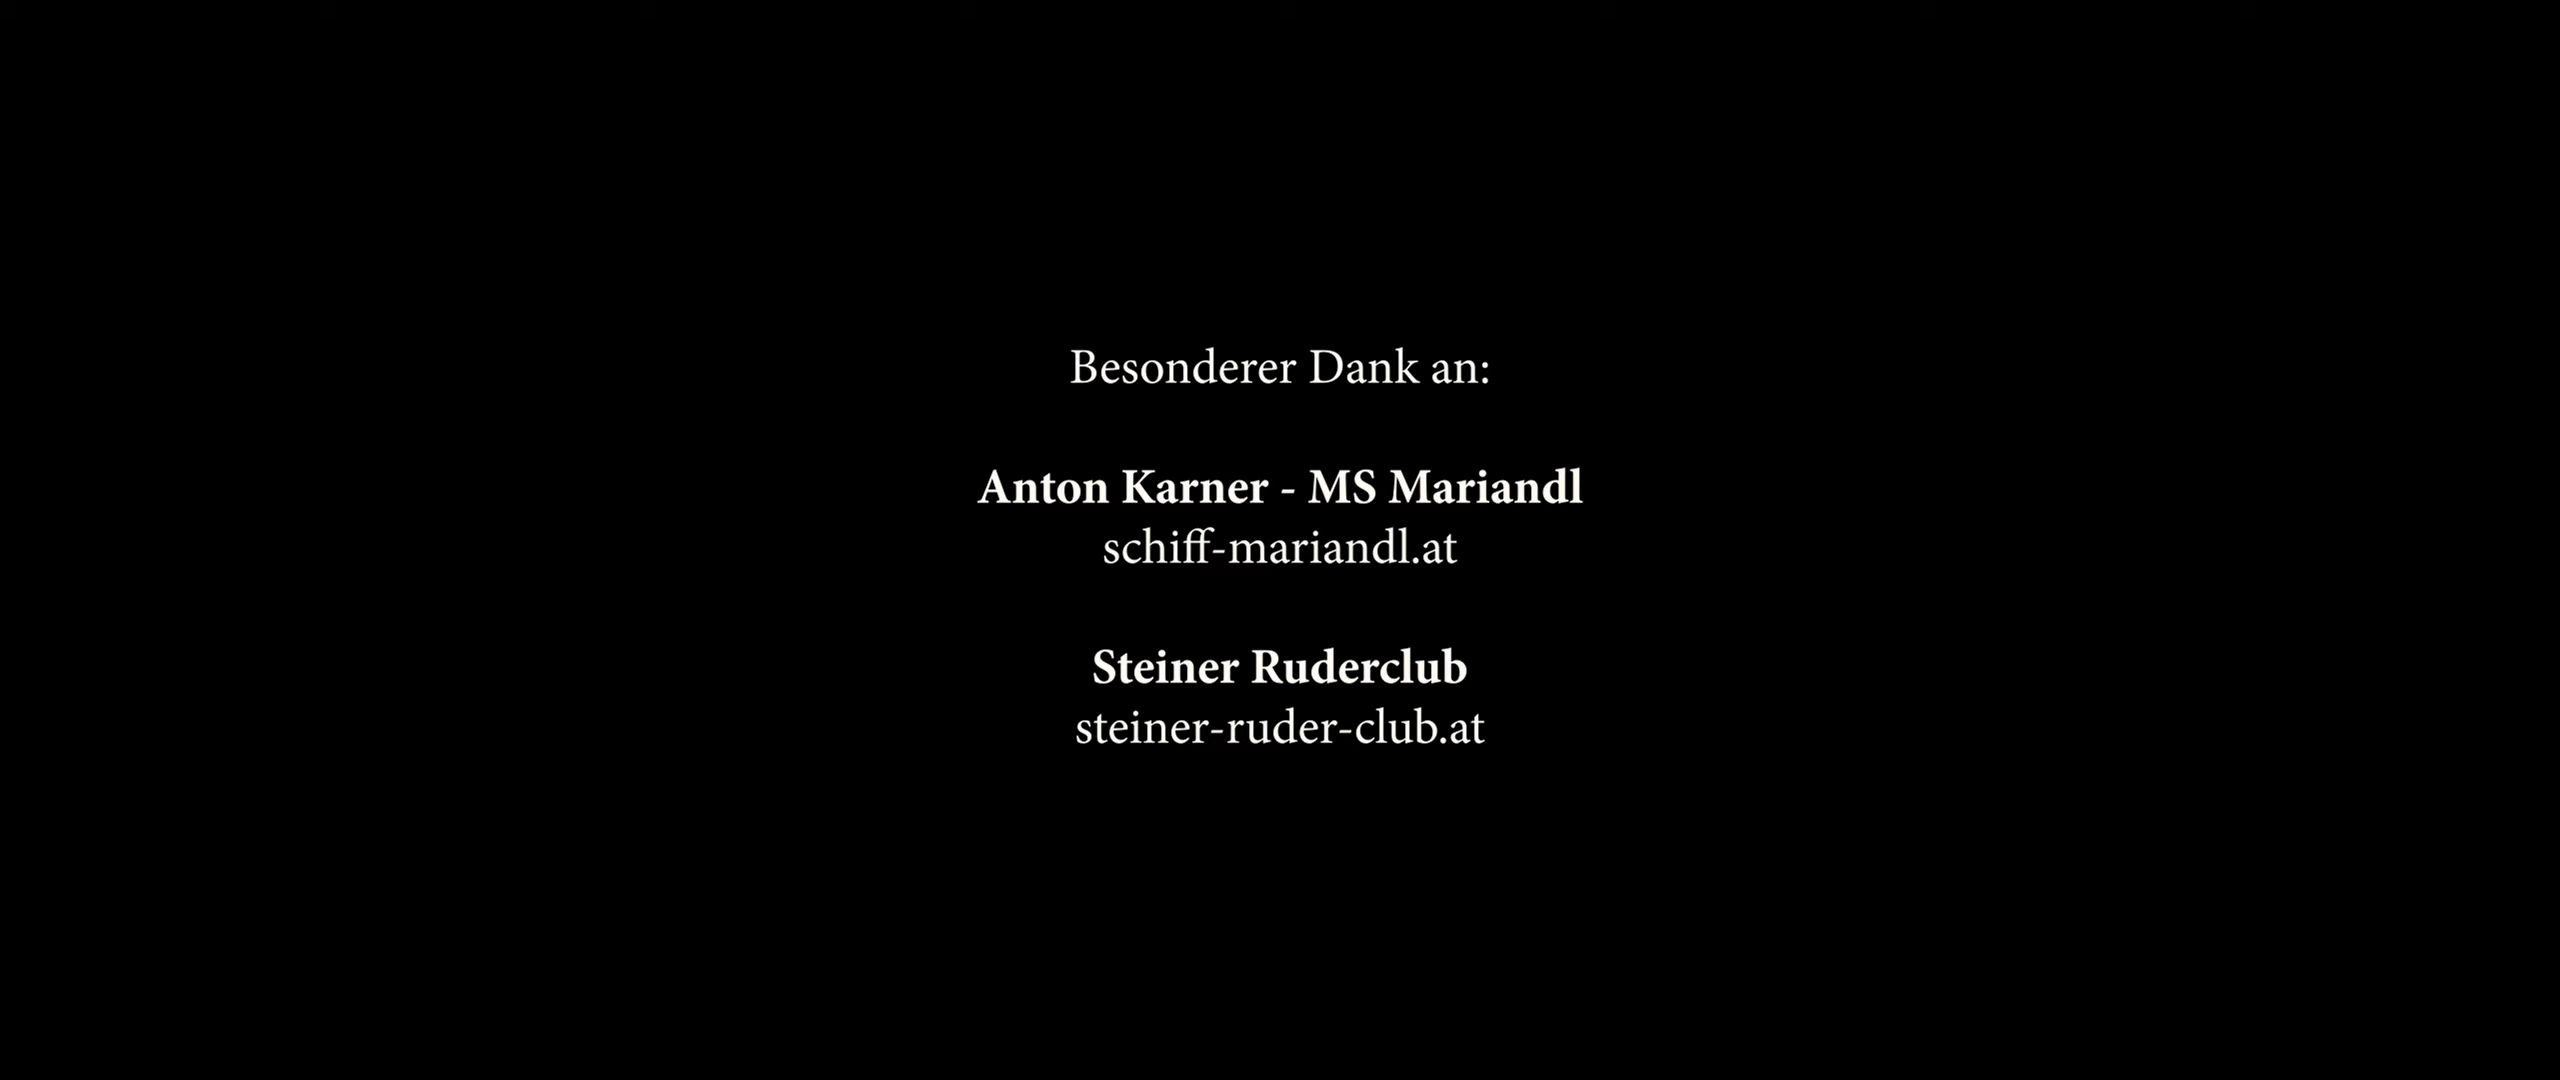 Besonderer Dank an:
Anton Karner - MS Mariandl
schiff-mariandl.at
Steiner Ruderclub
steiner-ruder-club.at